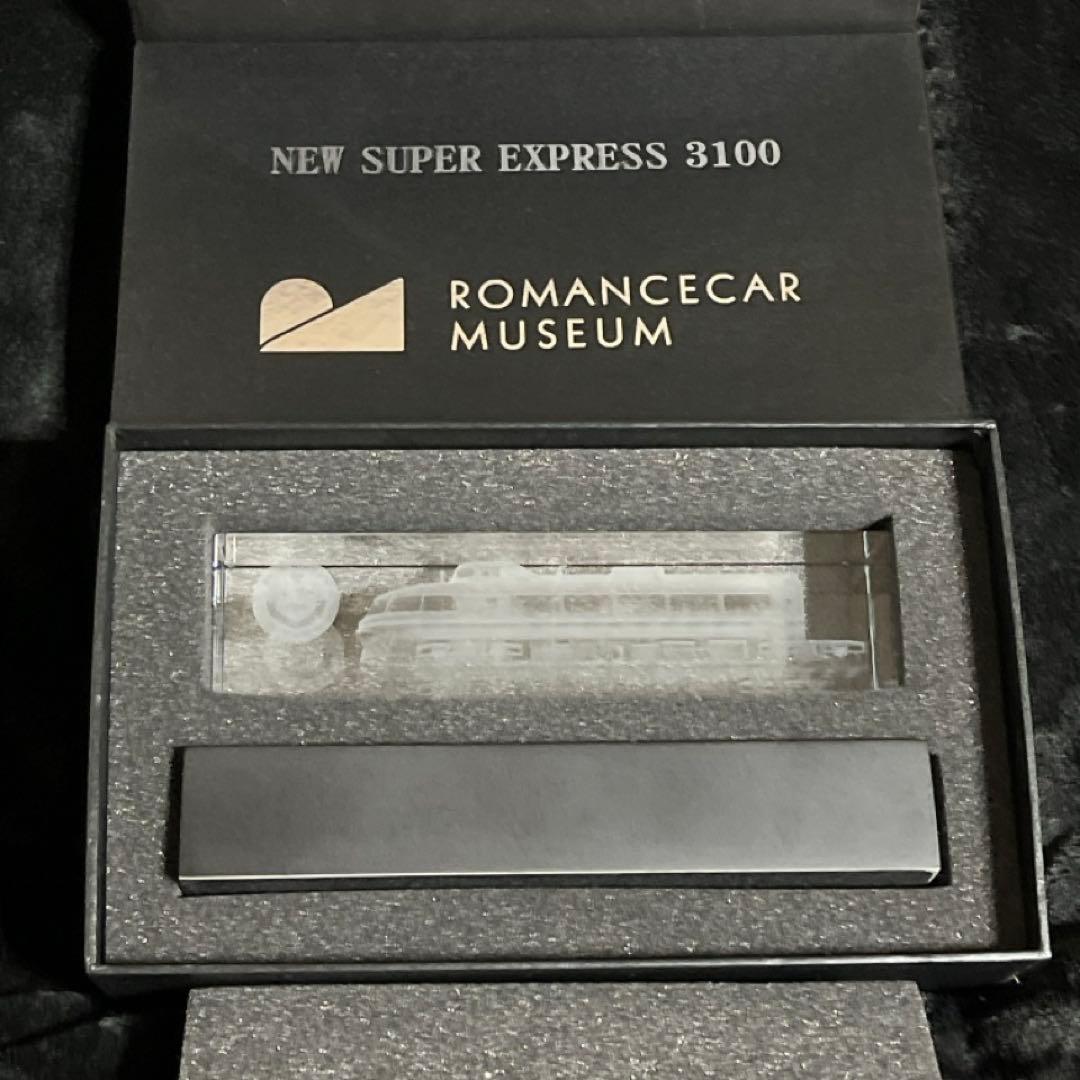 NEW SUPER EXPRESS 3100
ROMANCECAR
MUSEUM